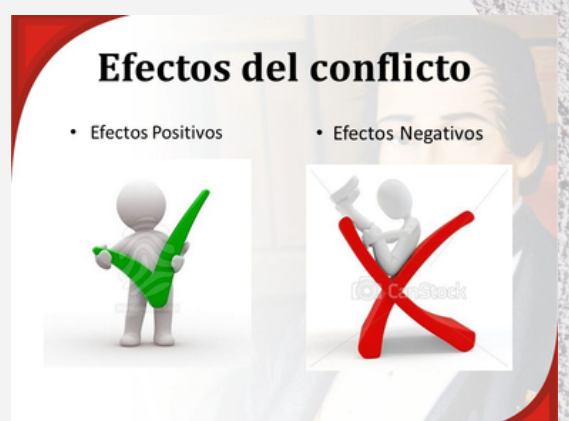 Efectos del conflicto
• Efectos Positivos
• Efectos Negativos
CanStock